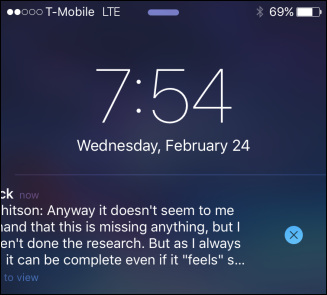 T-Mobile LTE 69%
7:54
Wednesday, February 24
ck now
hitson: Anyway it doesn't seem to me
hand that this is missing anything, but I
en't done the research. But as I always
it can be complete even if it "feels" s...
to view